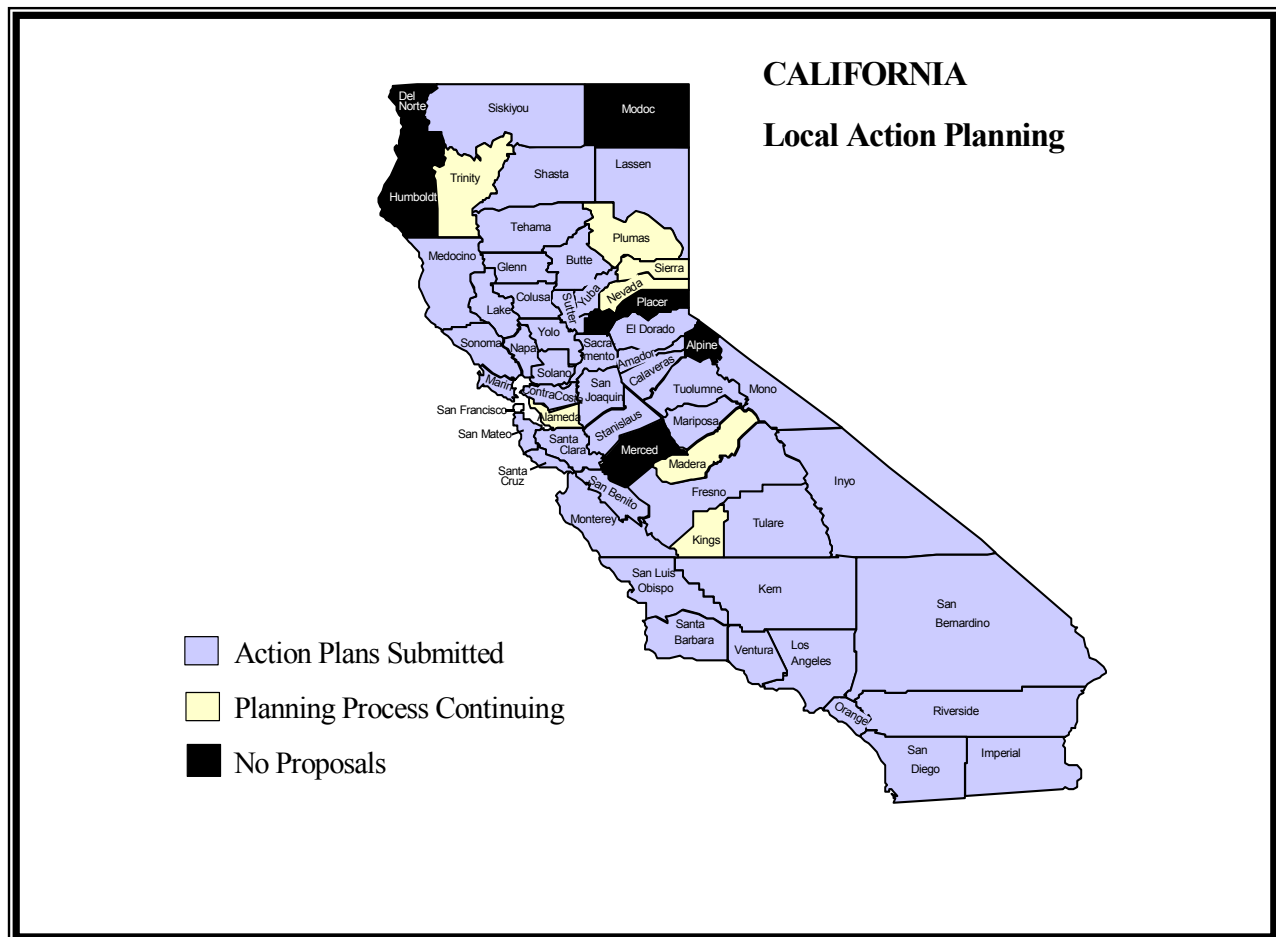 CALIFORNIA
Local Action Planning
Del
Norte
Siskiyou
Modoc
Trinity
Shasta
Lassen
Humboldt
Tehama
Plumas
Medocino
Butte
Glenn
Sierra
Colusa
Lake
Sutter
Yuba
Nevada
Placer
Yolo
El Dorado
Sonoma
Napa
Sacra
mento
Amador
Alpine
Solano
Calaveras
Marin
ContraCosta
San
Joaquin
Tuolumne
Mono
San Francisco
Alameda
Stanislaus
Mariposa
San Mateo
Santa
Clara
Merced
Madera
Santa
Cruz
San Benito
Fresno
Inyo
Monterey
Tulare
Kings
San Luis
Obispo
Kern
San
Bernardino
Santa
Barbara
Ventura
Los
Angeles
Orange
Riverside
San
Diego
Imperial
Action Plans Submitted
Planning Process Continuing
No Proposals